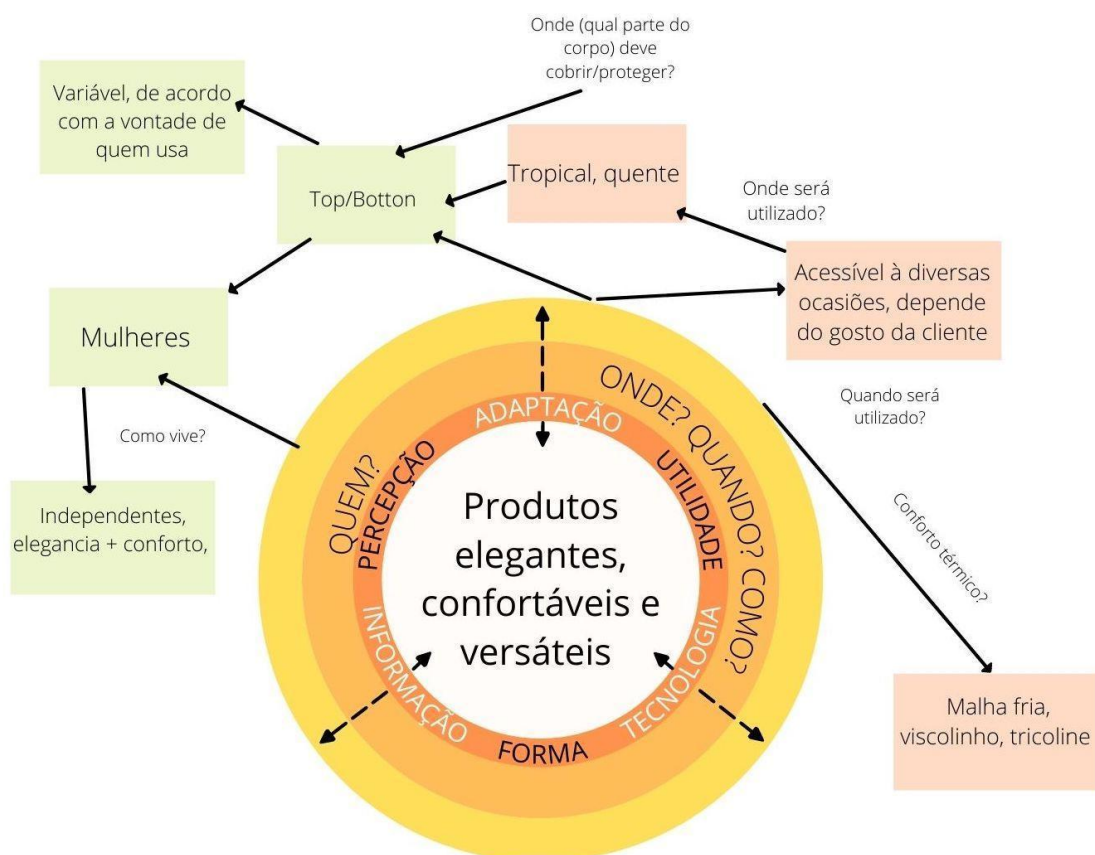 Onde (qual parte do
corpo) deve
cobrir/proteger?
Variável, de acordo
com a vontade de
quem usa
Top/Botton
Tropical, quente
Onde será
utilizado?
Acessível à diversas
ocasiões, depende
do gosto da cliente
Mulheres
Como vive?
Independentes,
elegancia + conforto,
Quando será
utilizado?
Conforto térmico?
Malha fria,
viscolinho, tricoline
QUEM?
ONDE? QUANDO? COMO?
PERCEPÇÃO
ADAPTAÇÃO
UTILIDADE
INFORMAÇÃO
FORMA
TECNOLOGIA
Produtos
elegantes,
confortáveis e
versáteis